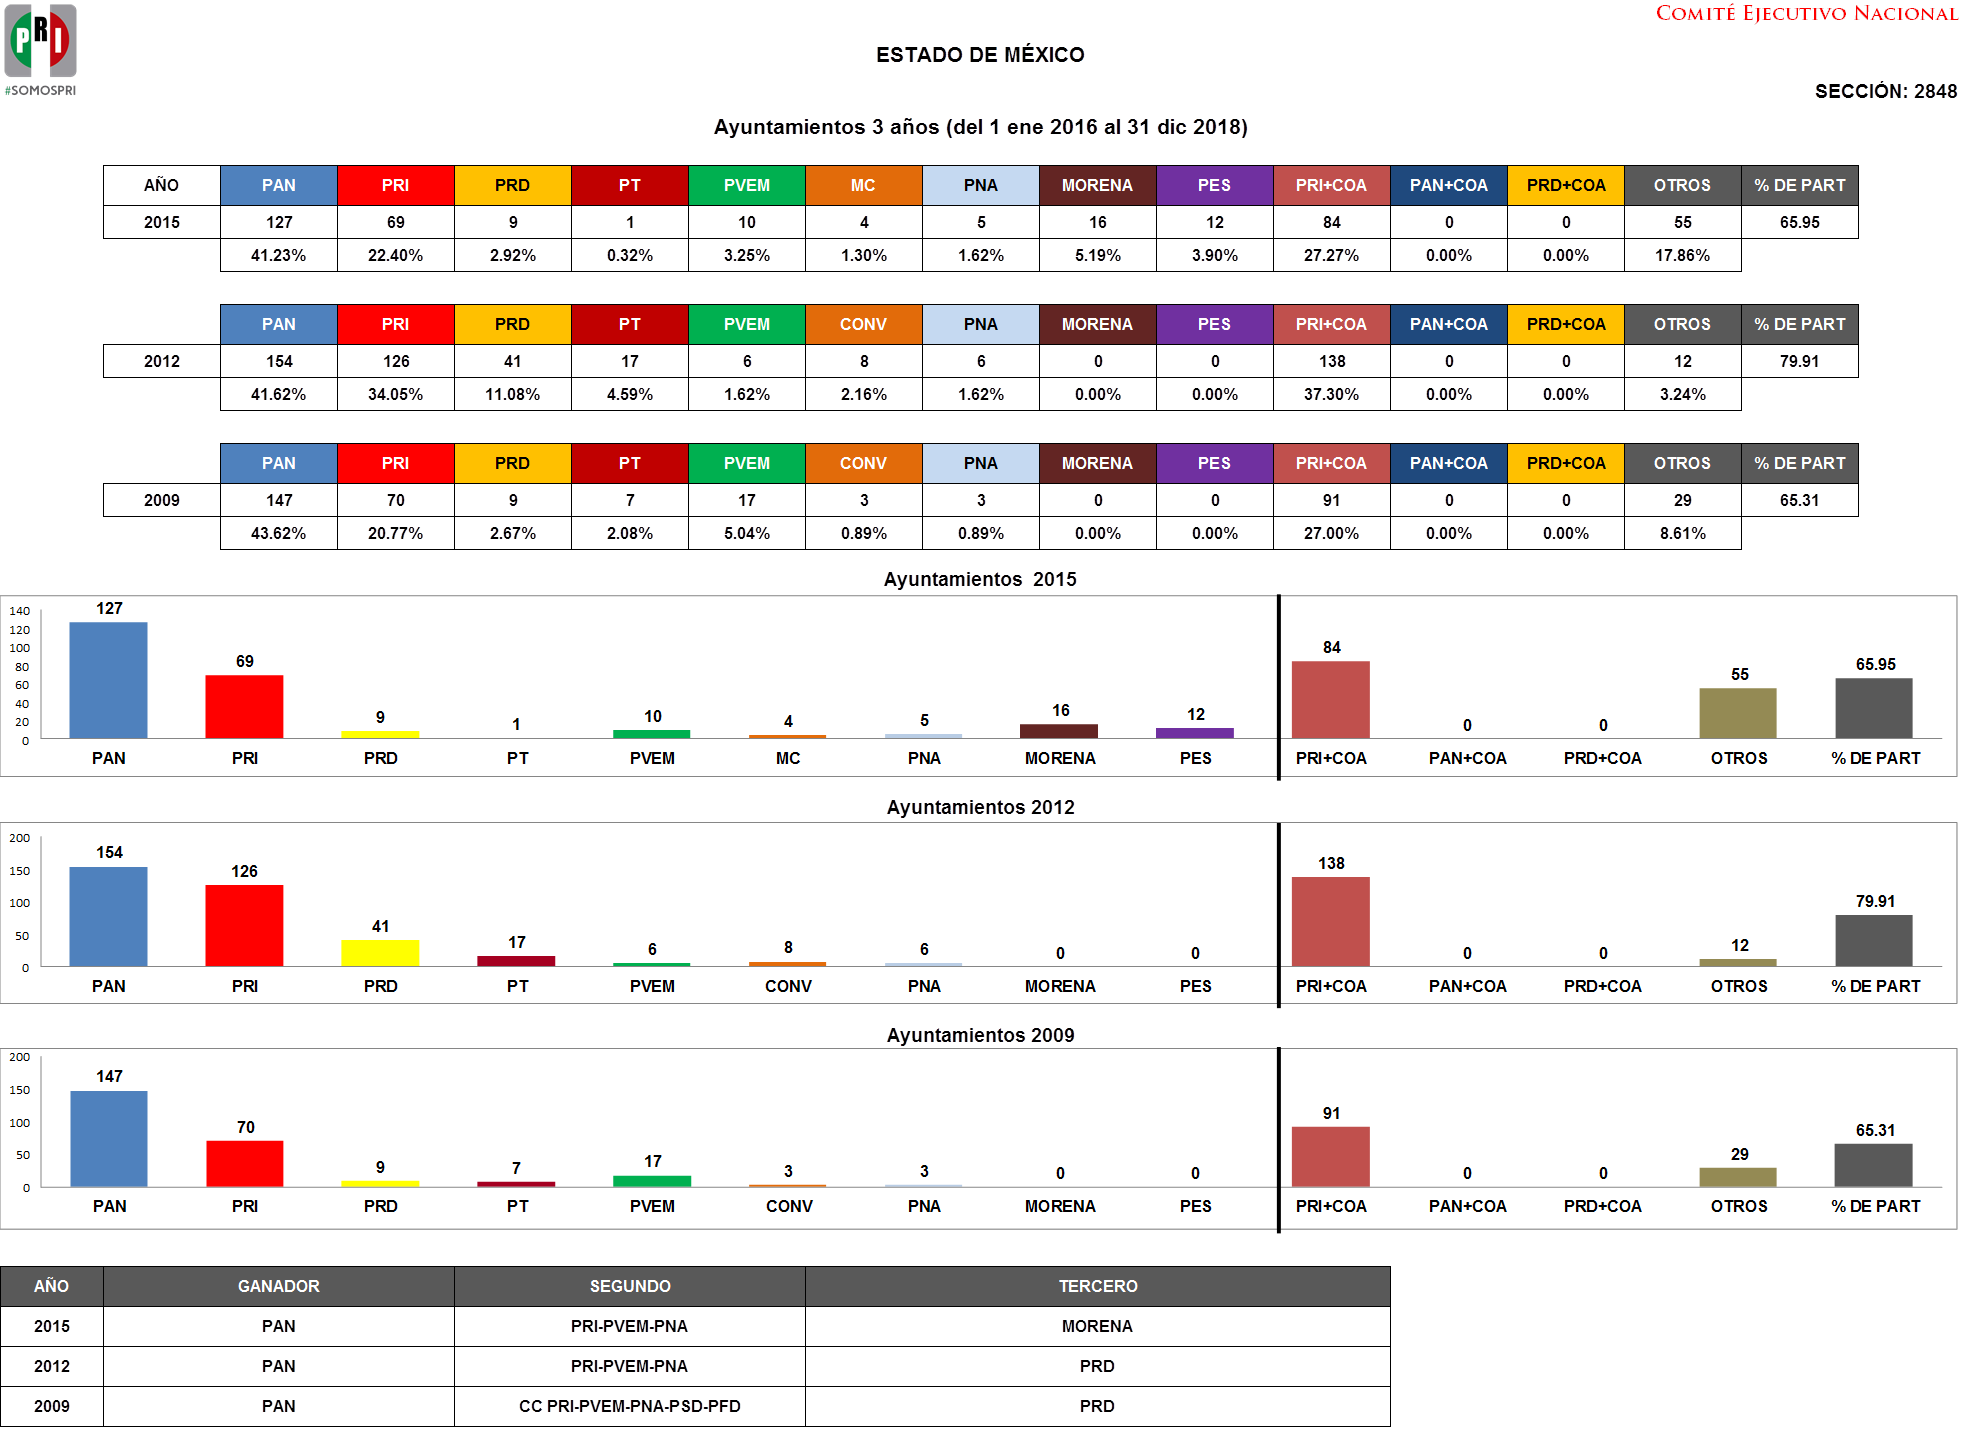 COMITÉ EJECUTIVO NACIONAL
PRI
#SOMOSPRI
ESTADO DE MÉXICO
SECCIÓN: 2848
Ayuntamientos 3 años (del 1 ene 2016 al 31 dic 2018)
AÑO PAN PRI PRD PT PVEM MC PNA MORENA PES PRI+COA PAN+COA PRD+COA OTROS % DE PART
2015 127 69 9 1 10 4 5 16 12 84 0 0 55 65.95
41.23% 22.40% 2.92% 0.32% 3.25% 1.30% 1.62% 5.19% 3.90% 27.27% 0.00% 0.00% 17.86%
PAN PRI PRD PT PVEM CONV PNA MORENA PES PRI+COA PAN+COA PRD+COA OTROS % DE PART
2012 154 126 41 17 6 8 6 0 0 138 0 0 12 79.91
41.62% 34.05% 11.08% 4.59% 1.62% 2.16% 1.62% 0.00% 0.00% 37.30% 0.00% 0.00% 3.24%
PAN PRI PRD PT PVEM CONV PNA MORENA PES PRI+COA PAN+COA PRD+COA OTROS % DE PART
2009 147 70 9 7 17 3 3 0 0 91 0 0 29 65.31
43.62% 20.77% 2.67% 2.08% 5.04% 0.89% 0.89% 0.00% 0.00% 27.00% 0.00% 0.00% 8.61%
Ayuntamientos 2015
140
120
100
80
60
40
20
0
127 69 9 1 10 4 5 16 12 84 0 0 55 65.95
PAN PRI PRD PT PVEM MC PNA MORENA PES PRI+COA PAN+COA PRD+COA OTROS % DE PART
Ayuntamientos 2012
200
150
100
50
0
154 126 41 17 6 8 6 0 0 138 0 0 12 79.91
PAN PRI PRD PT PVEM CONV PNA MORENA PES PRI+COA PAN+COA PRD+COA OTROS % DE PART
Ayuntamientos 2009
200
150
100
50
0
147 70 9 7 17 3 3 0 0 91 0 0 29 65.31
PAN PRI PRD PT PVEM CONV PNA MORENA PES PRI+COA PAN+COA PRD+COA OTROS % DE PART
AÑO GANADOR SEGUNDO TERCERO
2015 PAN PRI-PVEM-PNA MORENA
2012 PAN PRI-PVEM-PNA PRD
2009 PAN CC PRI-PVEM-PNA-PSD-PFD PRD